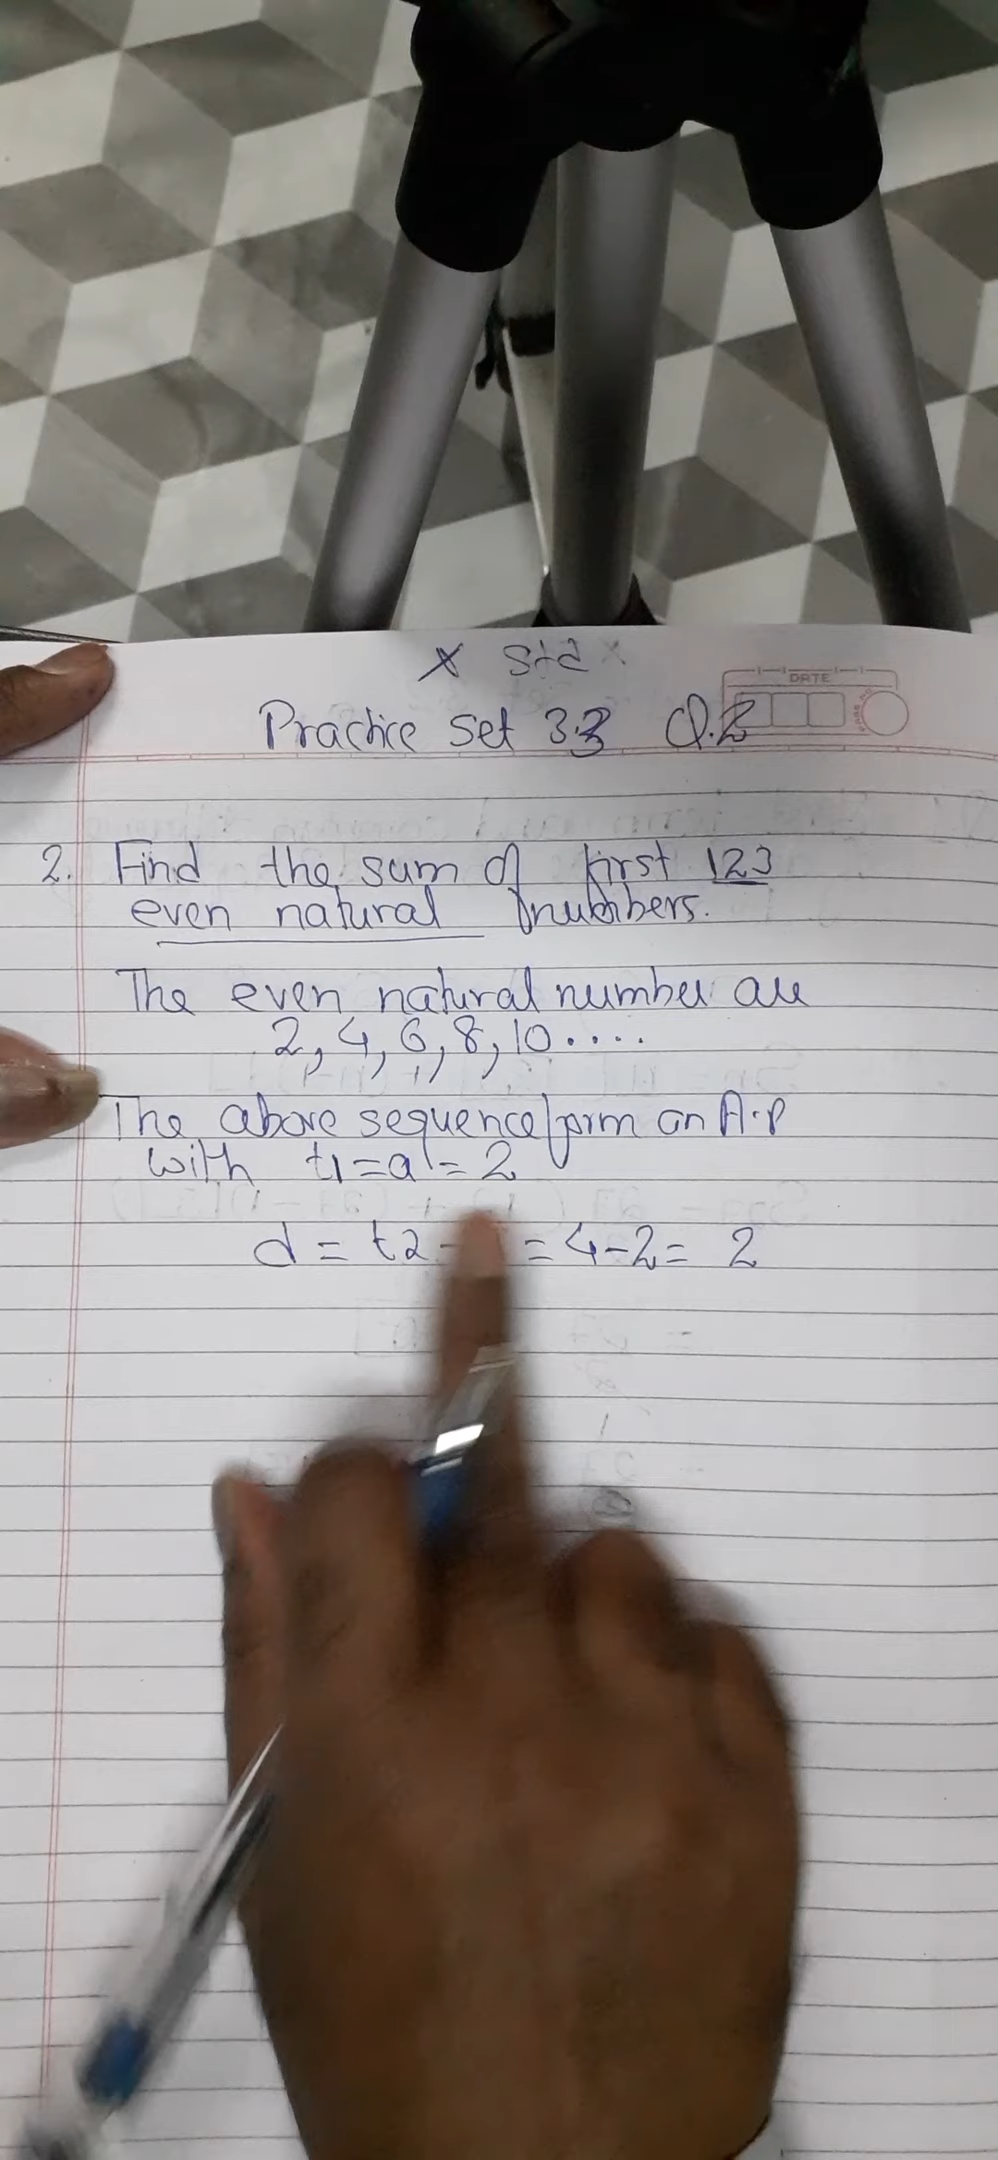 X Std X
DATE
Practice Set 3.3 Q.2
2. Find the sum of first 123
even natural numbers.
The even natural number are
2, 4, 6, 8, 10 ....
The above sequence form an A.P
with t1 = a = 2
d = t2 - = 4-2 = 2